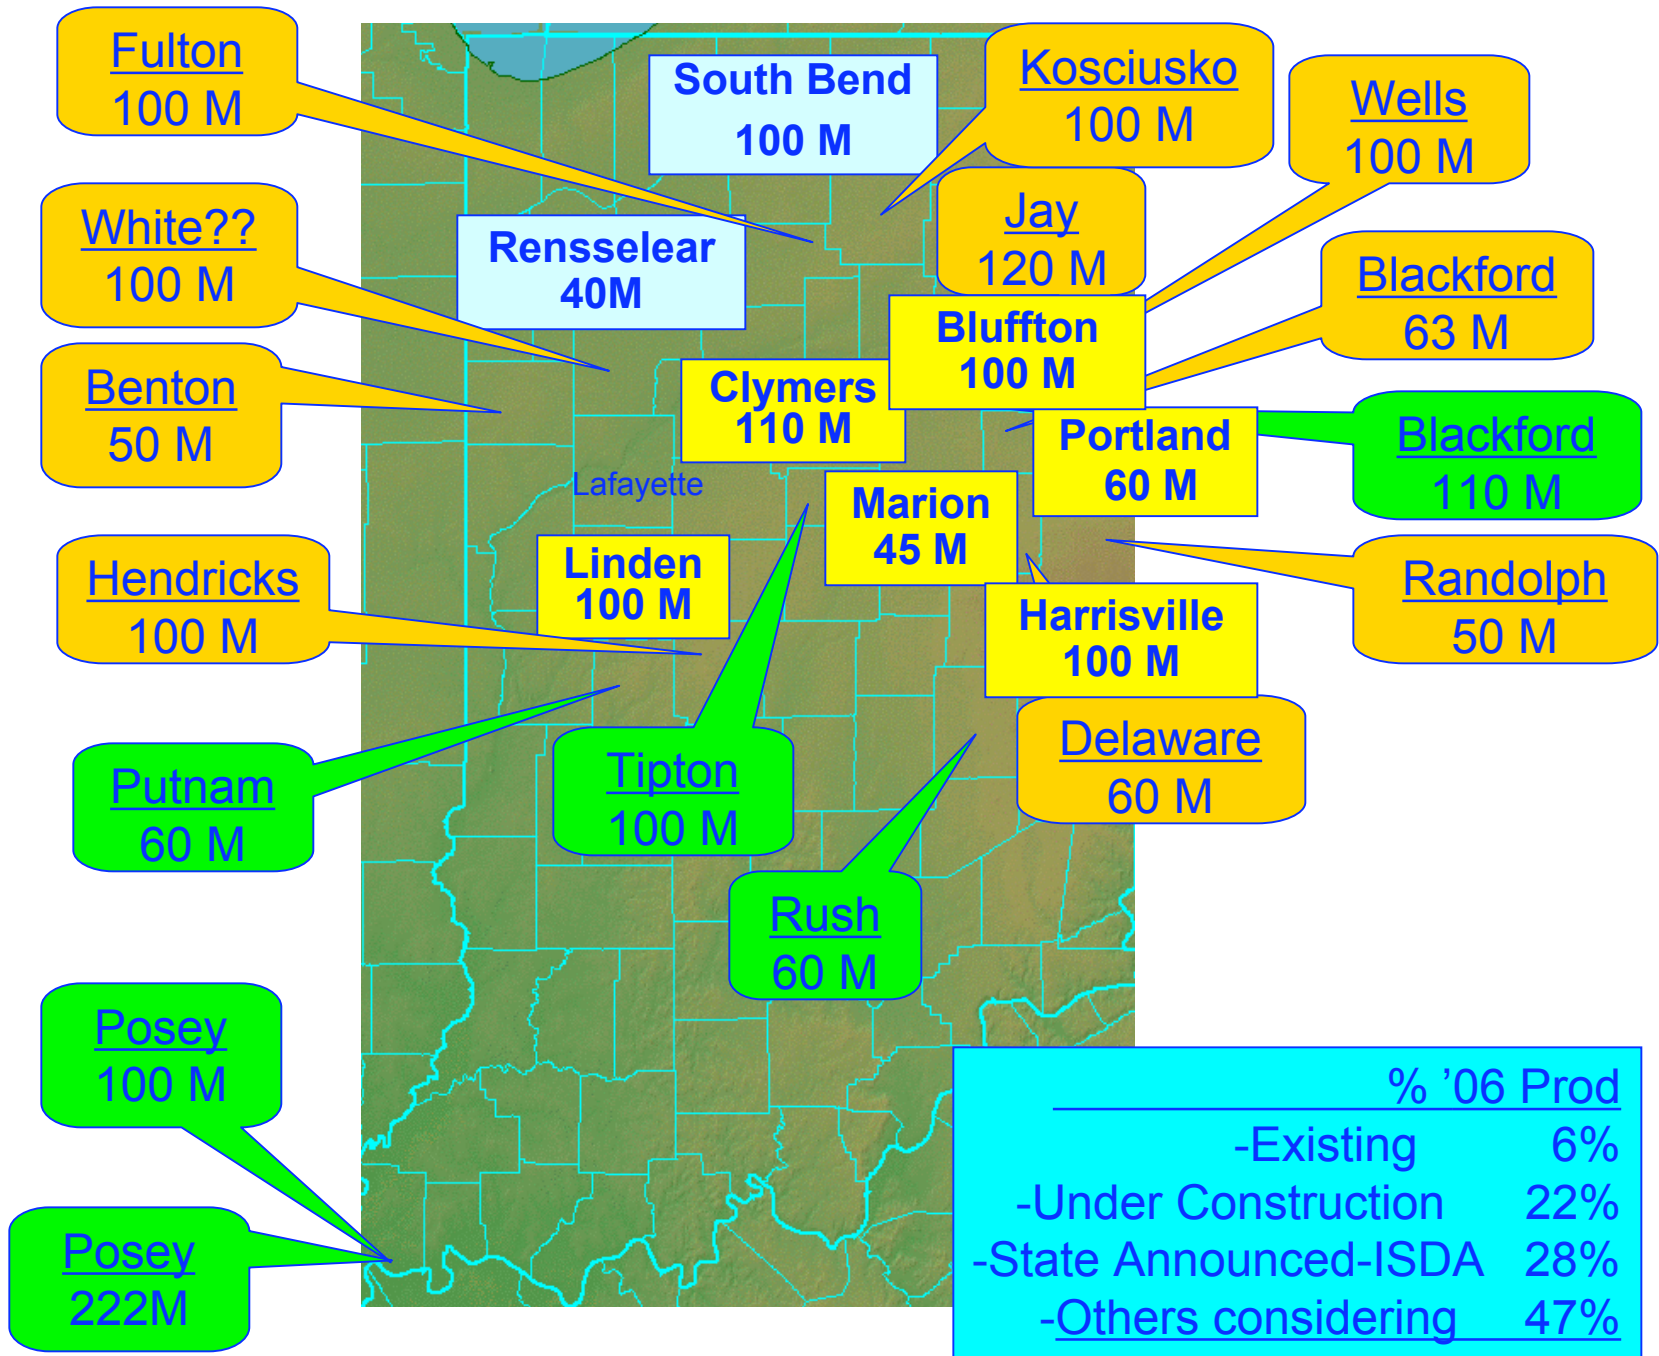 Fulton
100 M
South Bend
100 M
Kosciusko
100 M
Wells
100 M
White??
100 M
Rensselear
40M
Jay
120 M
Blackford
63 M
Bluffton
100 M
Benton
50 M
Clymers
110 M
Portland
60 M
Blackford
110 M
Lafayette
Marion
45 M
Linden
100 M
Hendricks
100 M
Harrisville
100 M
Randolph
50 M
Putnam
60 M
Tipton
100 M
Delaware
60 M
Rush
60 M
Posey
100 M
Posey
222M
% ’06 Prod
-Existing 6%
-Under Construction 22%
-State Announced-ISDA 28%
-Others considering 47%